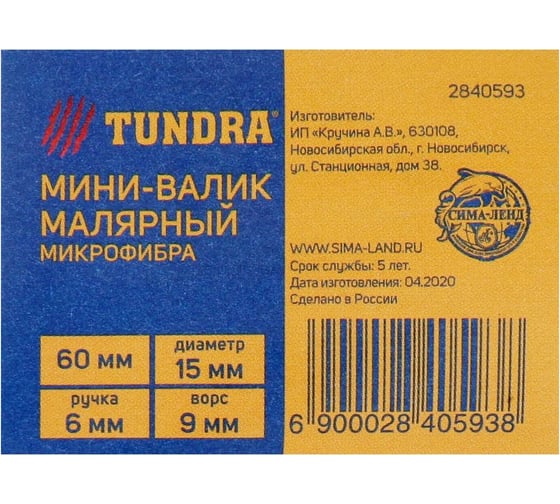 TUNDRA®
МИНИ-ВАЛИК
МАЛЯРНЫЙ
МИКРОФИБРА
60 мм
диаметр
15 мм
ручка
6 мм
ворс
9 мм
2840593
Изготовитель:
ИП «Кручина А.В.», 630108,
Новосибирская обл., г. Новосибирск,
ул. Станционная, дом 38.
СИМА-ЛЕНД
WWW.SIMA-LAND.RU
Срок службы: 5 лет.
Дата изготовления: 04.2020
Сделано в России
6 900028 405938